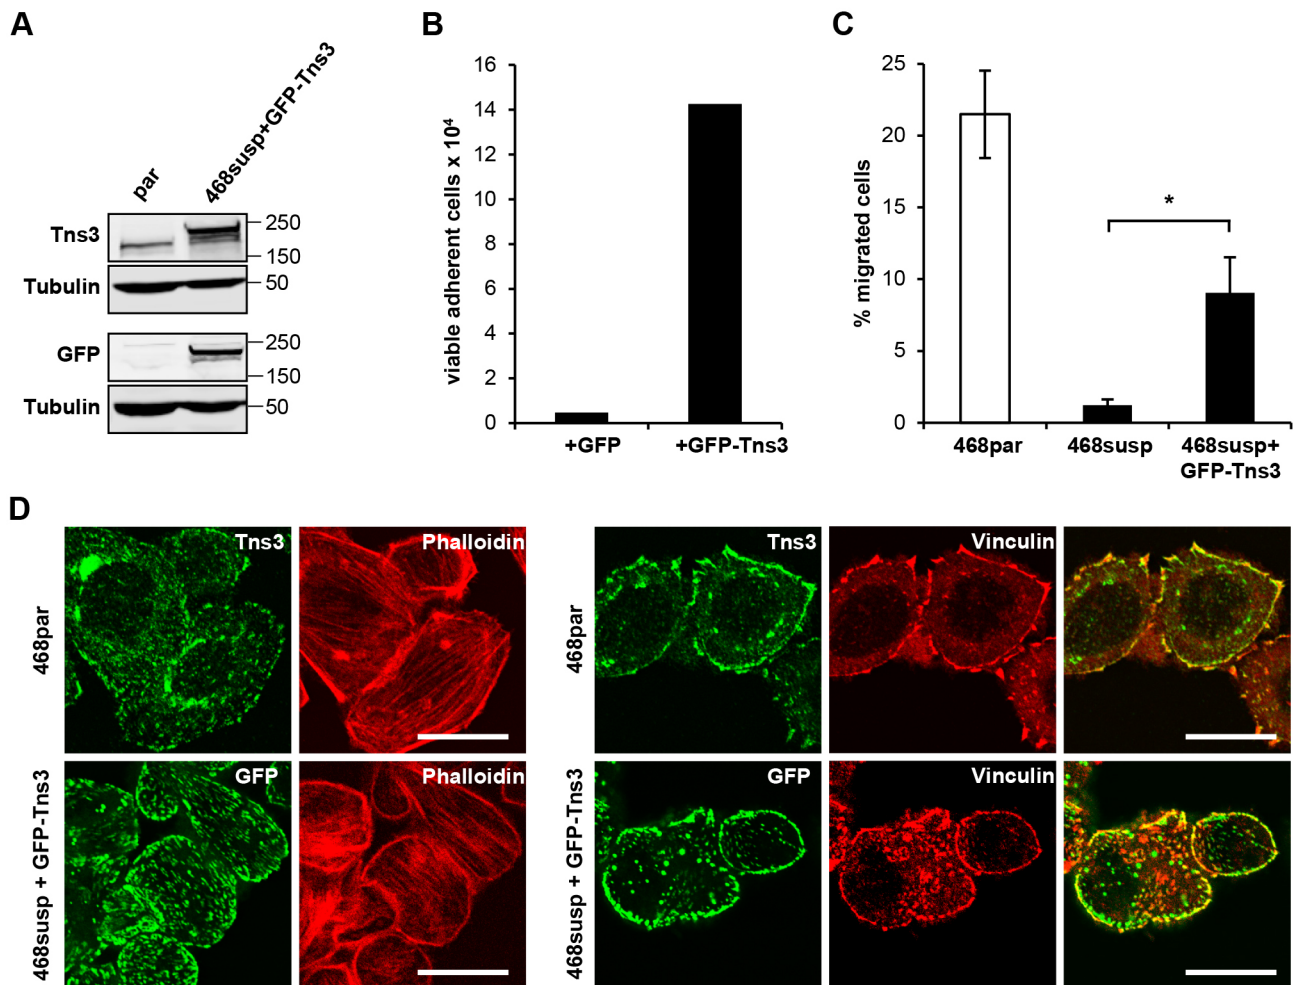 A
par
468susp+GFP-Tns3
Tns3
250
150
Tubulin
50
GFP
250
150
Tubulin
50
B
viable adherent cells x 10⁴
16
14
12
10
8
6
4
2
0
+GFP
+GFP-Tns3
C
% migrated cells
25
20
15
10
5
0
*
468par
468susp
468susp+
GFP-Tns3
D
468par
Tns3
Phalloidin
468par
Tns3
Vinculin
468susp + GFP-Tns3
GFP
Phalloidin
468susp + GFP-Tns3
GFP
Vinculin